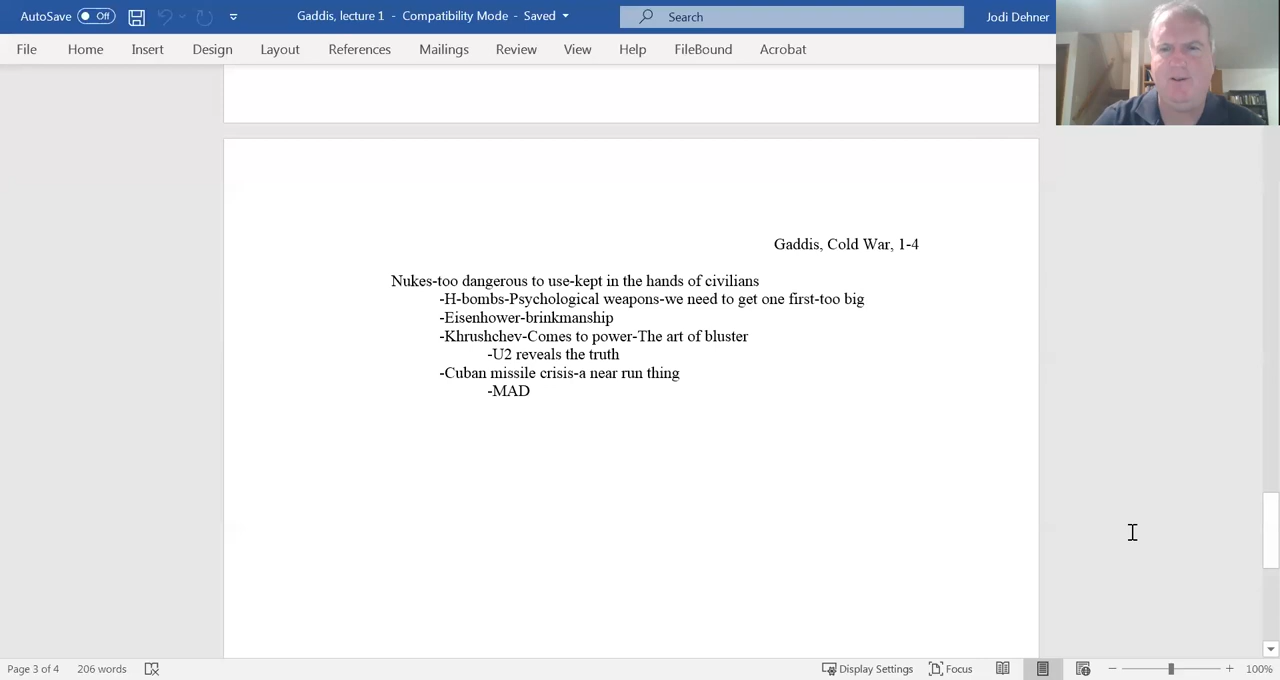 AutoSave Off Gaddis, lecture 1 - Compatibility Mode - Saved Search Jodi Dehner
File Home Insert Design Layout References Mailings Review View Help FileBound Acrobat
Gaddis, Cold War, 1-4
Nukes-too dangerous to use-kept in the hands of civilians
-H-bombs-Psychological weapons-we need to get one first-too big
-Eisenhower-brinkmanship
-Khrushchev-Comes to power-The art of bluster
-U2 reveals the truth
-Cuban missile crisis-a near run thing
-MAD
Page 3 of 4 206 words Display Settings Focus 100%